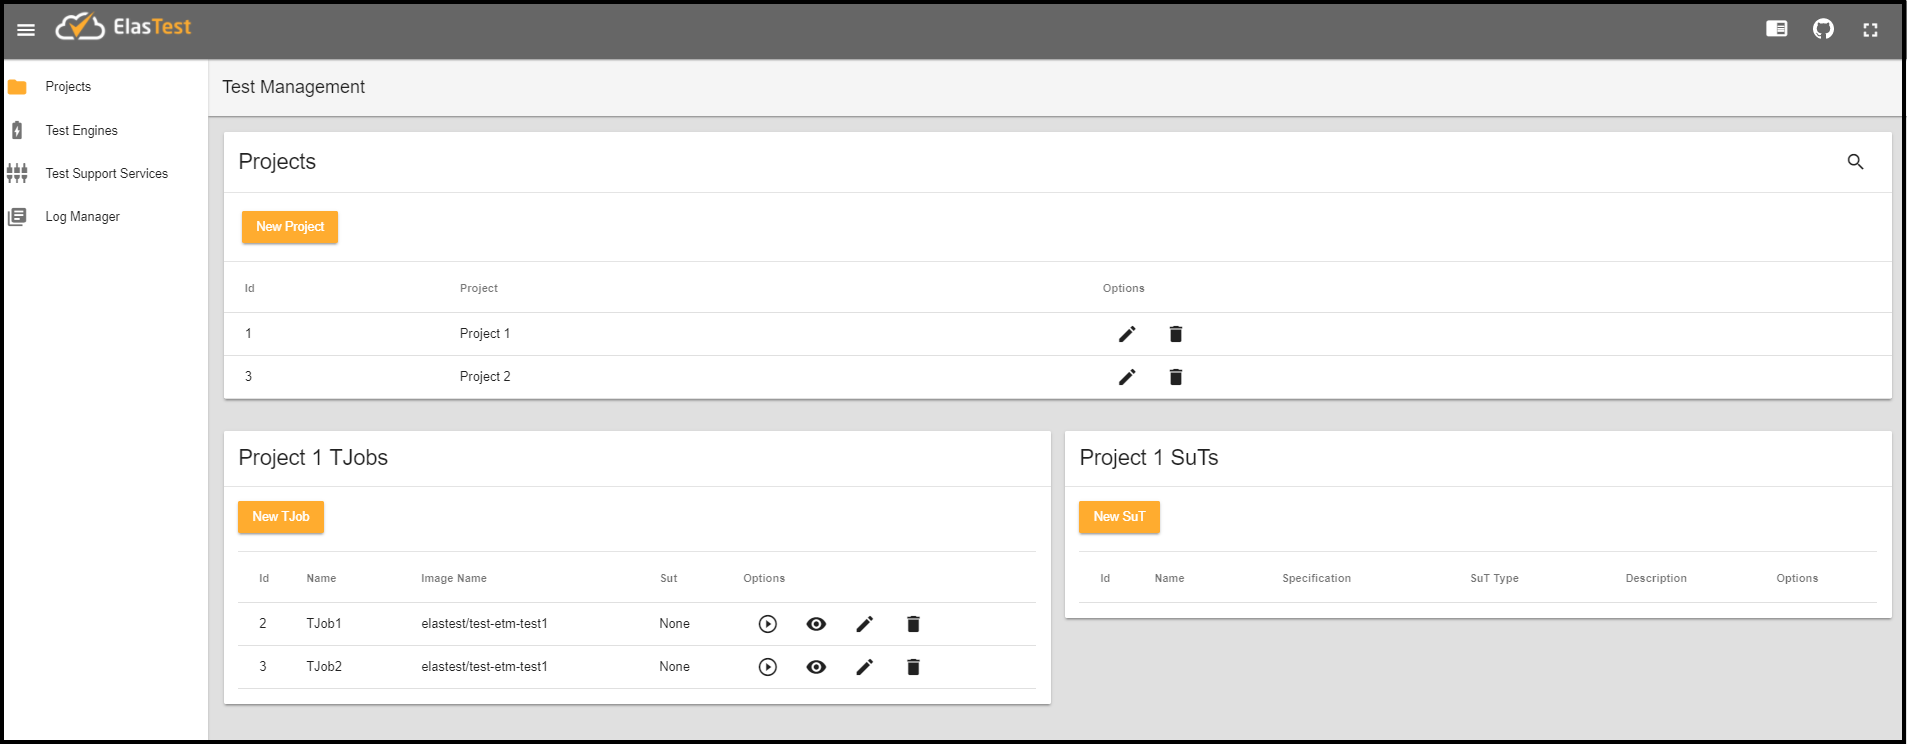 ElasTest
Projects
Test Engines
Test Support Services
Log Manager
Test Management
Projects
New Project
Id Project Options
1 Project 1
3 Project 2
Project 1 TJobs
New TJob
Id Name Image Name Sut Options
2 TJob1 elastest/test-etm-test1 None
3 TJob2 elastest/test-etm-test1 None
Project 1 SuTs
New SuT
Id Name Specification SuT Type Description Options